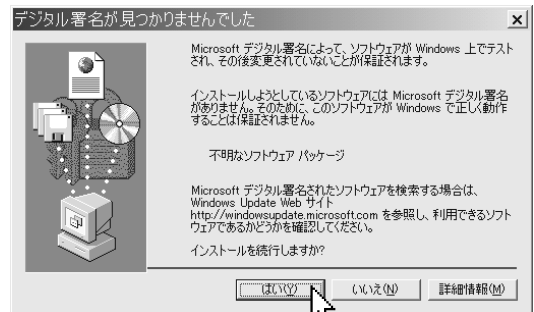 デジタル署名が見つかりませんでした
Microsoft デジタル署名によって、ソフトウェアが Windows 上でテスト
され、その後変更されていないことが保証されます。
インストールしようとしているソフトウェアには Microsoft デジタル署名
がありません。そのために、このソフトウェアが Windows で正しく動作
することは保証されません。
不明なソフトウェア パッケージ
Microsoft デジタル署名されたソフトウェアを検索する場合は、
Windows Update Web サイト
http://windowsupdate.microsoft.com を参照し、利用できるソフト
ウェアであるかどうかを確認してください。
インストールを続行しますか?
はい(Y) いいえ(N) 詳細情報(M)